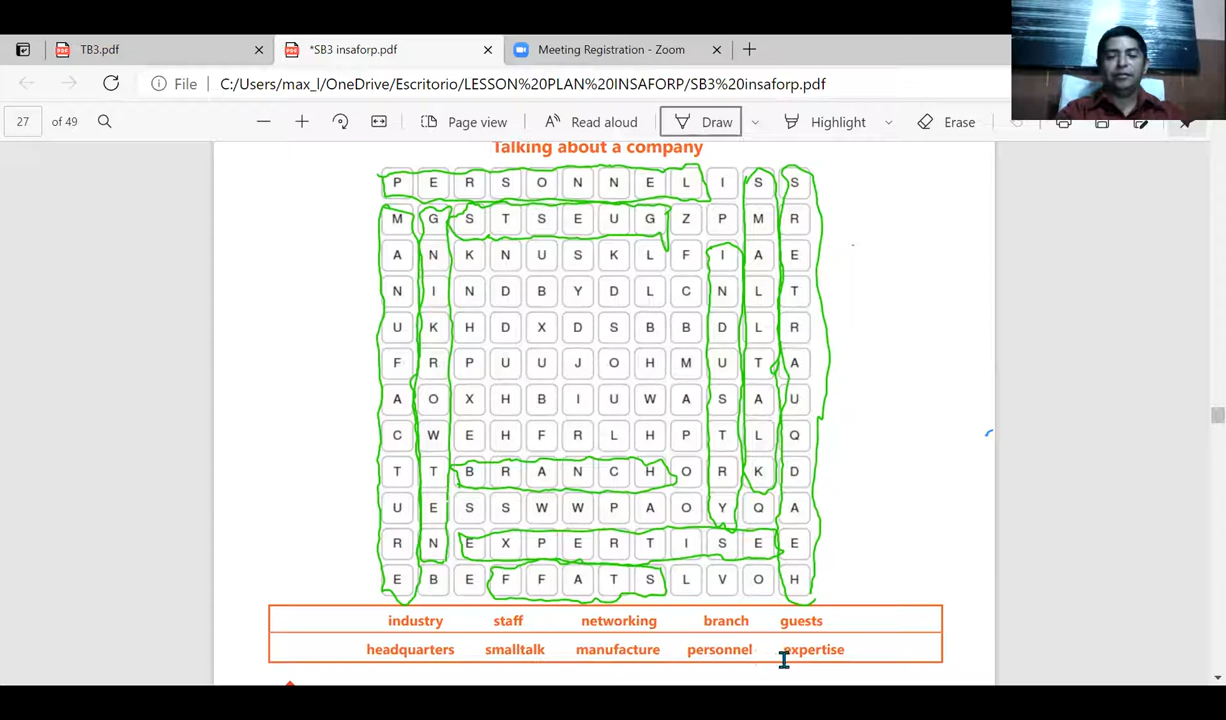 TB3.pdf
*SB3 insaforp.pdf
Meeting Registration - Zoom
File C:/Users/max_l/OneDrive/Escritorio/LESSON%20PLAN%20INSAFORP/SB3%20insaforp.pdf
27 of 49 Page view Read aloud Draw Highlight Erase
Talking about a company
P E R S O N N E L I S S
M G S T S E U G Z P M R
A N K N U S K L F I A E
N I N D B Y D L C N L T
U K H D X D S B B D L R
F R P U U J O H M U T A
A O X H B I U W A S A U
C W E H F R L H P T L Q
T T B R A N C H O R K D
U E S S W W P A O Y Q A
R N E X P E R T I S E E
E B E F F A T S L V O H
industry staff networking branch guests
headquarters smalltalk manufacture personnel expertise